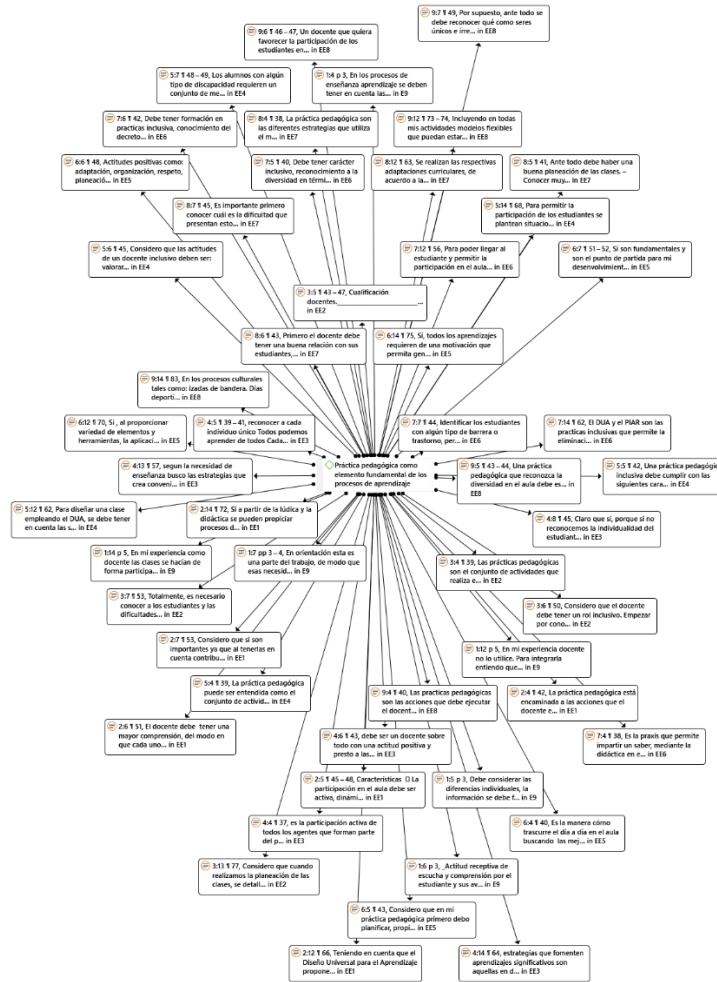 9:7 ¶ 49, Por supuesto, ante todo se
debe reconocer qué como seres
únicos e irre... in EE8
9:6 ¶ 46 – 47, Un docente que quiera
favorecer la participación de los
estudiantes en... in EE8
5:7 ¶ 48 – 49, Los alumnos con algún
tipo de discapacidad requieren un
conjunto de me... in EE4
1:4 p 3, En los procesos de
enseñanza aprendizaje se deben
tener en cuenta las... in E9
7:6 ¶ 42, Debe tener formación en
practicas inclusiva, conocimiento del
decreto... in EE6
8:4 ¶ 38, La práctica pedagógica son
las diferentes estrategias que utiliza
el m... in EE7
9:12 ¶ 73 – 74, Incluyendo en todas
mis actividades modelos flexibles
que puedan estar... in EE8
6:6 ¶ 48, Actitudes positivas como:
adaptación, organización, respeto,
planeació... in EE5
7:5 ¶ 40, Debe tener carácter
inclusivo, reconocimiento a la
diversidad en térmi... in EE6
8:12 ¶ 63, Se realizan las respectivas
adaptaciones curriculares, de
acuerdo a la... in EE7
8:5 ¶ 41, Ante todo debe haber una
buena planeación de las clases. –
Conocer muy... in EE7
8:7 ¶ 45, Es importante primero
conocer cuál es la dificultad que
presentan esto... in EE7
5:14 ¶ 68, Para permitir la
participación de los estudiantes se
plantean situacio... in EE4
5:6 ¶ 45, Considero que las actitudes
de un docente inclusivo deben ser:
valorar... in EE4
7:12 ¶ 56, Para poder llegar al
estudiante y permitir la
participación en el aula... in EE6
6:7 ¶ 51 – 52, Si son fundamentales y
son el punto de partida para mi
desenvolvimient... in EE5
3:5 ¶ 43 – 47, Cualificación
docentes.______________________...
in EE2
8:6 ¶ 43, Primero el docente debe
tener una buena relación con sus
estudiantes,... in EE7
6:14 ¶ 75, Sí, todos los aprendizajes
requieren de una motivación que
permita gen... in EE5
9:14 ¶ 83, En los procesos culturales
tales como: izadas de bandera. Días
deporti... in EE8
6:12 ¶ 70, Si , al proporcionar
variedad de elementos y
herramientas, la aplicaci... in EE5
4:5 ¶ 39 – 41, reconocer a cada
individuo único Todos podemos
aprender de todos Cada... in EE3
7:7 ¶ 44, Identificar los estudiantes
con algún tipo de barrera o
trastorno, per... in EE6
7:14 ¶ 62, El DUA y el PIAR son las
practicas inclusivas que permite la
eliminaci... in EE6
4:13 ¶ 57, segun la necesidad de
enseñanza busco las estrategias que
crea conveni... in EE3
Práctica pedagógica como
elemento fundamental de los
procesos de aprendizaje
9:5 ¶ 43 – 44, Una práctica
pedagógica que reconozca la
diversidad en el aula debe es... in
EE8
5:5 ¶ 42, Una práctica pedagógica
Inclusiva debe cumplir con las
siguientes cara... in EE4
5:12 ¶ 62, Para diseñar una clase
empleando el DUA, se debe tener
en cuenta las s... in EE4
2:14 ¶ 72, Si a partir de la lúdica y la
didáctica se pueden propiciar
procesos d... in EE1
4:8 ¶ 45, Claro que sí, porque si no
reconocemos la individualidad del
estudiant... in EE3
1:14 p 5, En mi experiencia como
docente las clases se hacían de
forma participa... in E9
1:7 pp 3 – 4, En orientación esta es
una parte del trabajo, de modo que
esas necesid... in E9
3:4 ¶ 39, Las prácticas pedagógicas
son el conjunto de actividades que
realiza e... in EE2
3:7 ¶ 53, Totalmente, es necesario
conocer a los estudiantes y las
dificultades... in EE2
3:6 ¶ 50, Considero que el docente
debe tener un rol inclusivo. Empezar
por cono... in EE2
2:7 ¶ 53, Considero que si son
importantes ya que al tenerlas en
cuenta contribu... in EE1
1:12 p 5, En mi experiencia docente
no lo utilice. Para integrarla
entiendo que... in E9
5:4 ¶ 39, La práctica pedagógica
puede ser entendida como el
conjunto de activid... in EE4
9:4 ¶ 40, Las practicas pedagógicas
son las acciones que debe ejecutar
el docent... in EE8
2:4 ¶ 42, La práctica pedagógica está
encaminada a las acciones que el
docente e... in EE1
2:6 ¶ 51, El docente debe tener una
mayor comprensión, del modo en
que cada uno... in EE1
4:6 ¶ 43, debe ser un docente sobre
todo con una actitud positiva y
presto a las... in EE3
7:4 ¶ 38, Es la praxis que permite
impartir un saber, mediante la
didáctica en e... in EE6
2:5 ¶ 45 – 48, Características  La
participación en el aula debe ser
activa, dinámi... in EE1
1:5 p 3, Debe considerar las
diferencias individuales, la
información se debe f... in E9
4:4 ¶ 37, es la participación activa de
todos los agentes que forman parte
del p... in EE3
6:4 ¶ 40, Es la manera cómo
trascurre el día a día en el aula
buscando las mej... in EE5
3:13 ¶ 77, Considero que cuando
realizamos la planeación de las
clases, se detall... in EE2
1:6 p 3, _Actitud receptiva de
escucha y comprensión por el
estudiante y sus av... in E9
6:5 ¶ 43, Considero que en mi
práctica pedagógica primero debo
planificar, propi... in EE5
2:12 ¶ 66, Teniendo en cuenta que el
Diseño Universal para el Aprendizaje
propone... in EE1
4:14 ¶ 64, estrategias que fomenten
aprendizajes significativos son
aquellas en d... in EE3